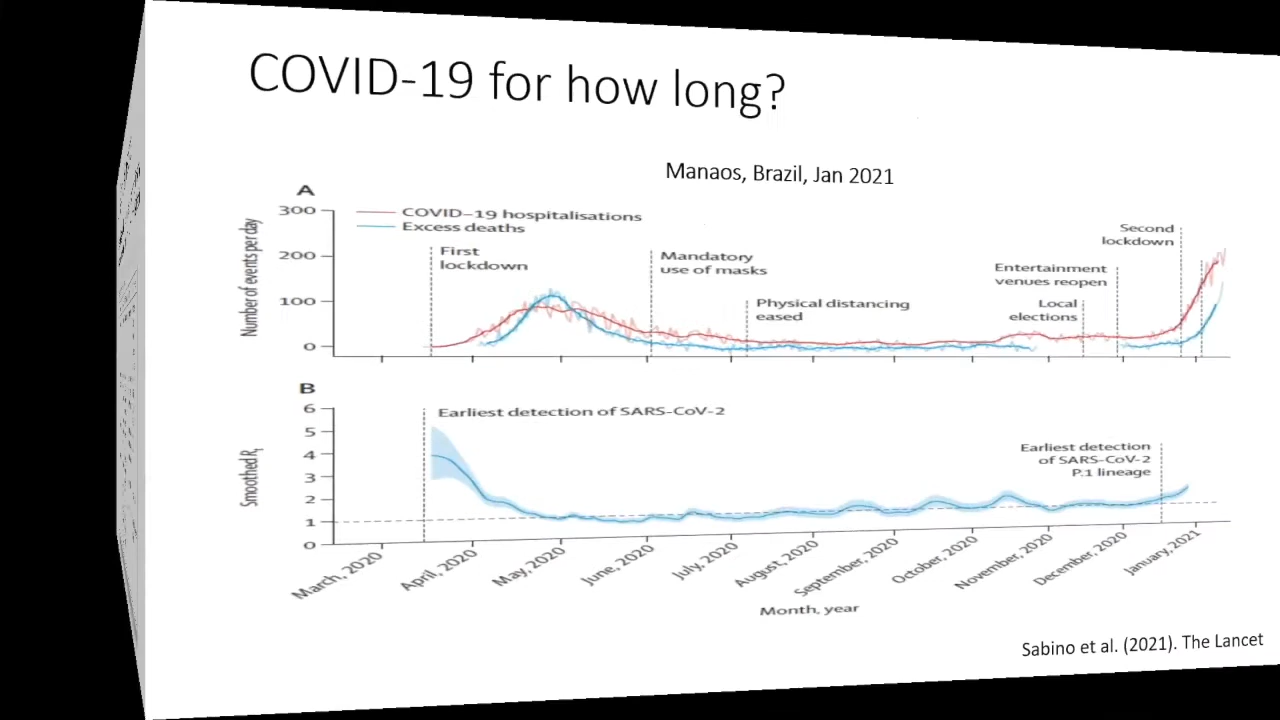 COVID-19 for how long?
Manaos, Brazil, Jan 2021
A
300
200
100
0
Number of events per day
COVID–19 hospitalisations
Excess deaths
First
lockdown
Mandatory
use of masks
Physical distancing
eased
Local
elections
Entertainment
venues reopen
Second
lockdown
B
6
5
4
3
2
1
0
Smoothed Rt
Earliest detection of SARS-CoV-2
Earliest detection
of SARS-CoV-2
P.1 lineage
March, 2020
April, 2020
May, 2020
June, 2020
July, 2020
August, 2020
September, 2020
October, 2020
November, 2020
December, 2020
January, 2021
Month, year
Sabino et al. (2021). The Lancet